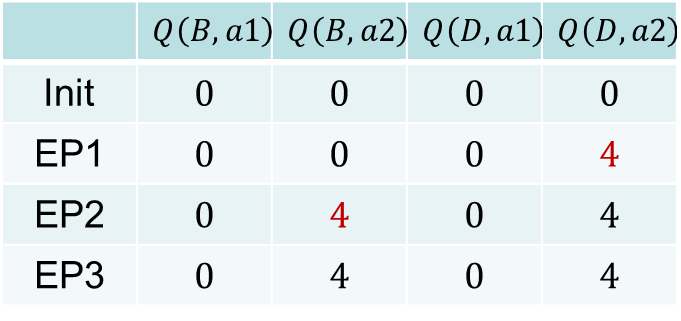 Q(B, a1) Q(B, a2) Q(D, a1) Q(D, a2)
Init 0 0 0 0
EP1 0 0 0 4
EP2 0 4 0 4
EP3 0 4 0 4